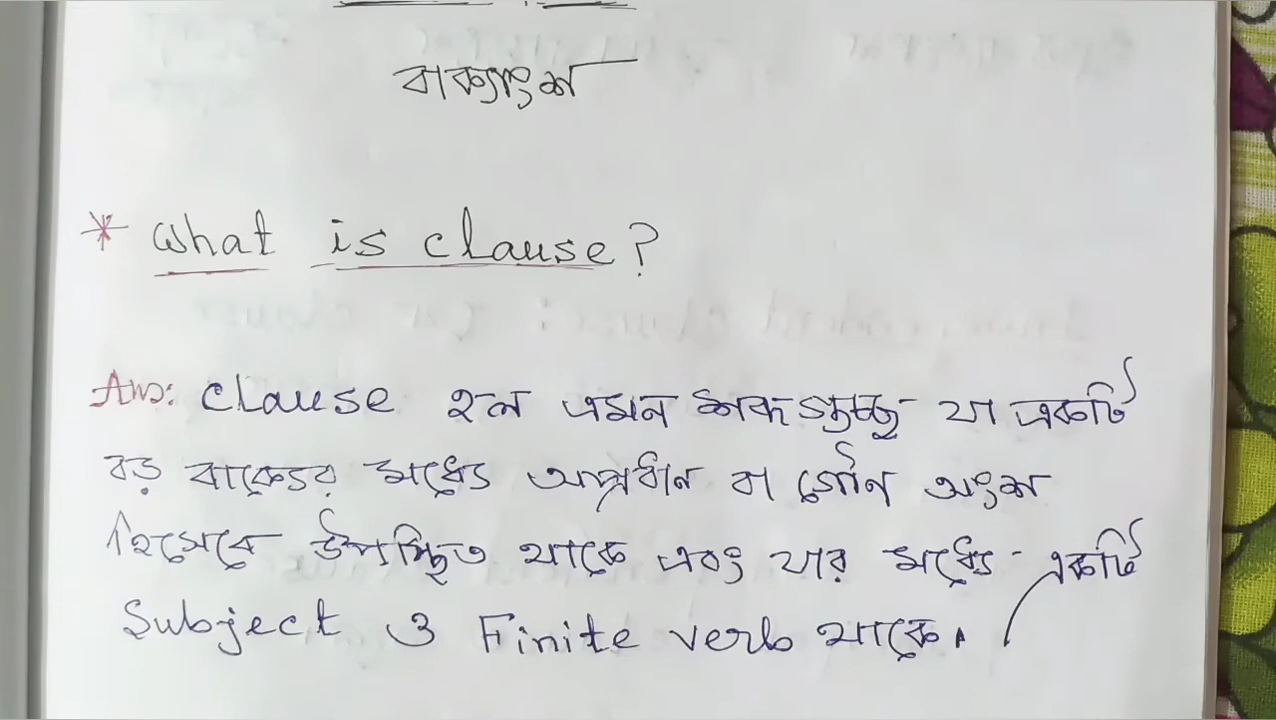 বাক্যাংশ
* What is clause?
Ans: Clause হল এমন শব্দগুচ্ছ যা একটি
বড় বাক্যের মধ্যে অপ্রধান বা গৌন অংশ
হিসেবে উপস্থিত থাকে এবং যার মধ্যে একটি
Subject ও Finite verb থাকে।